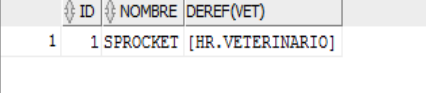 ID NOMBRE DEREF(VET)
1 1 SPROCKET [HR.VETERINARIO]